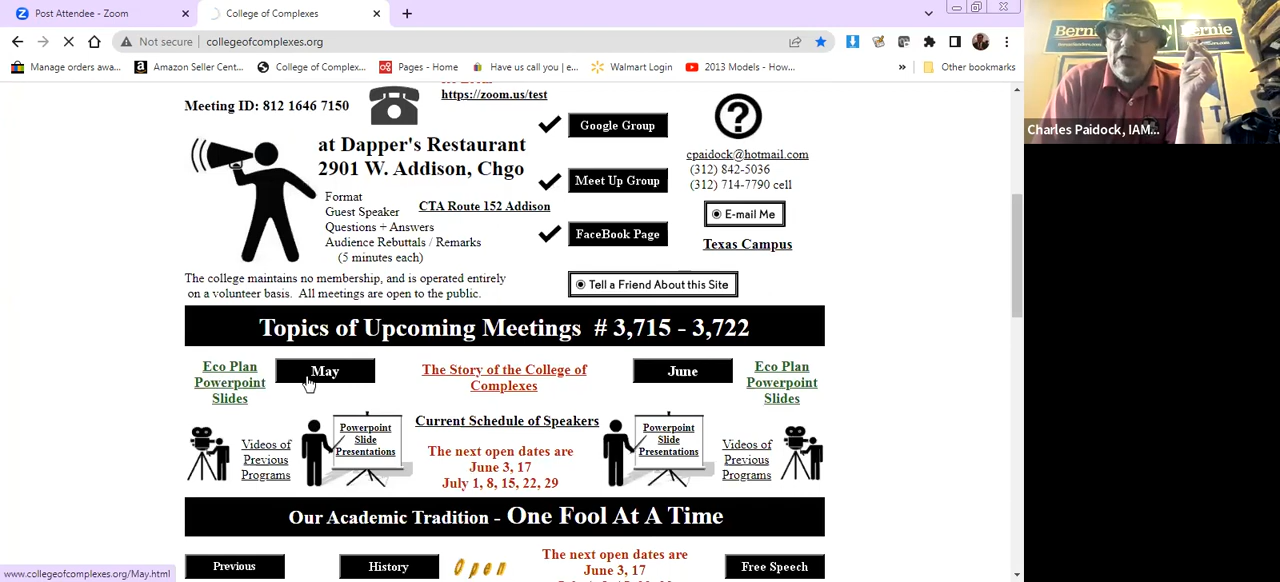 Post Attendee - Zoom
College of Complexes
Not secure
collegeofcomplexes.org
Manage orders awa...
Amazon Seller Cent...
College of Complex...
Pages - Home
Have i call you | e...
Walmart Login
2013 Models - How...
Other bookmarks
Meeting ID: 812 1646 7150
https://zoom.us/test
at Dapper's Restaurant
2901 W. Addison, Chgo
Format
Guest Speaker
Questions + Answers
Audience Rebuttals / Remarks
(5 minutes each)
CTA Route 152 Addison
Google Group
Meet Up Group
FaceBook Page
cpaidock@hotmail.com
(312) 842-5036
(312) 714-7790 cell
E-mail Me
Texas Campus
The college maintains no membership, and is operated entirely
on a volunteer basis. All meetings are open to the public.
Tell a Friend About this Site
Topics of Upcoming Meetings # 3,715 - 3,722
Eco Plan
Powerpoint
Slides
May
The Story of the College of
Complexes
June
Eco Plan
Powerpoint
Slides
Videos of
Previous
Programs
Powerpoint
Slide
Presentations
Current Schedule of Speakers
The next open dates are
June 3, 17
July 1, 8, 15, 22, 29
Powerpoint
Slide
Presentations
Videos of
Previous
Programs
Our Academic Tradition - One Fool At A Time
Previous
History
Open
The next open dates are
June 3, 17
Free Speech
www.collegeofcomplexes.org/May.html
Bernie
Charles Paidock, IAM...